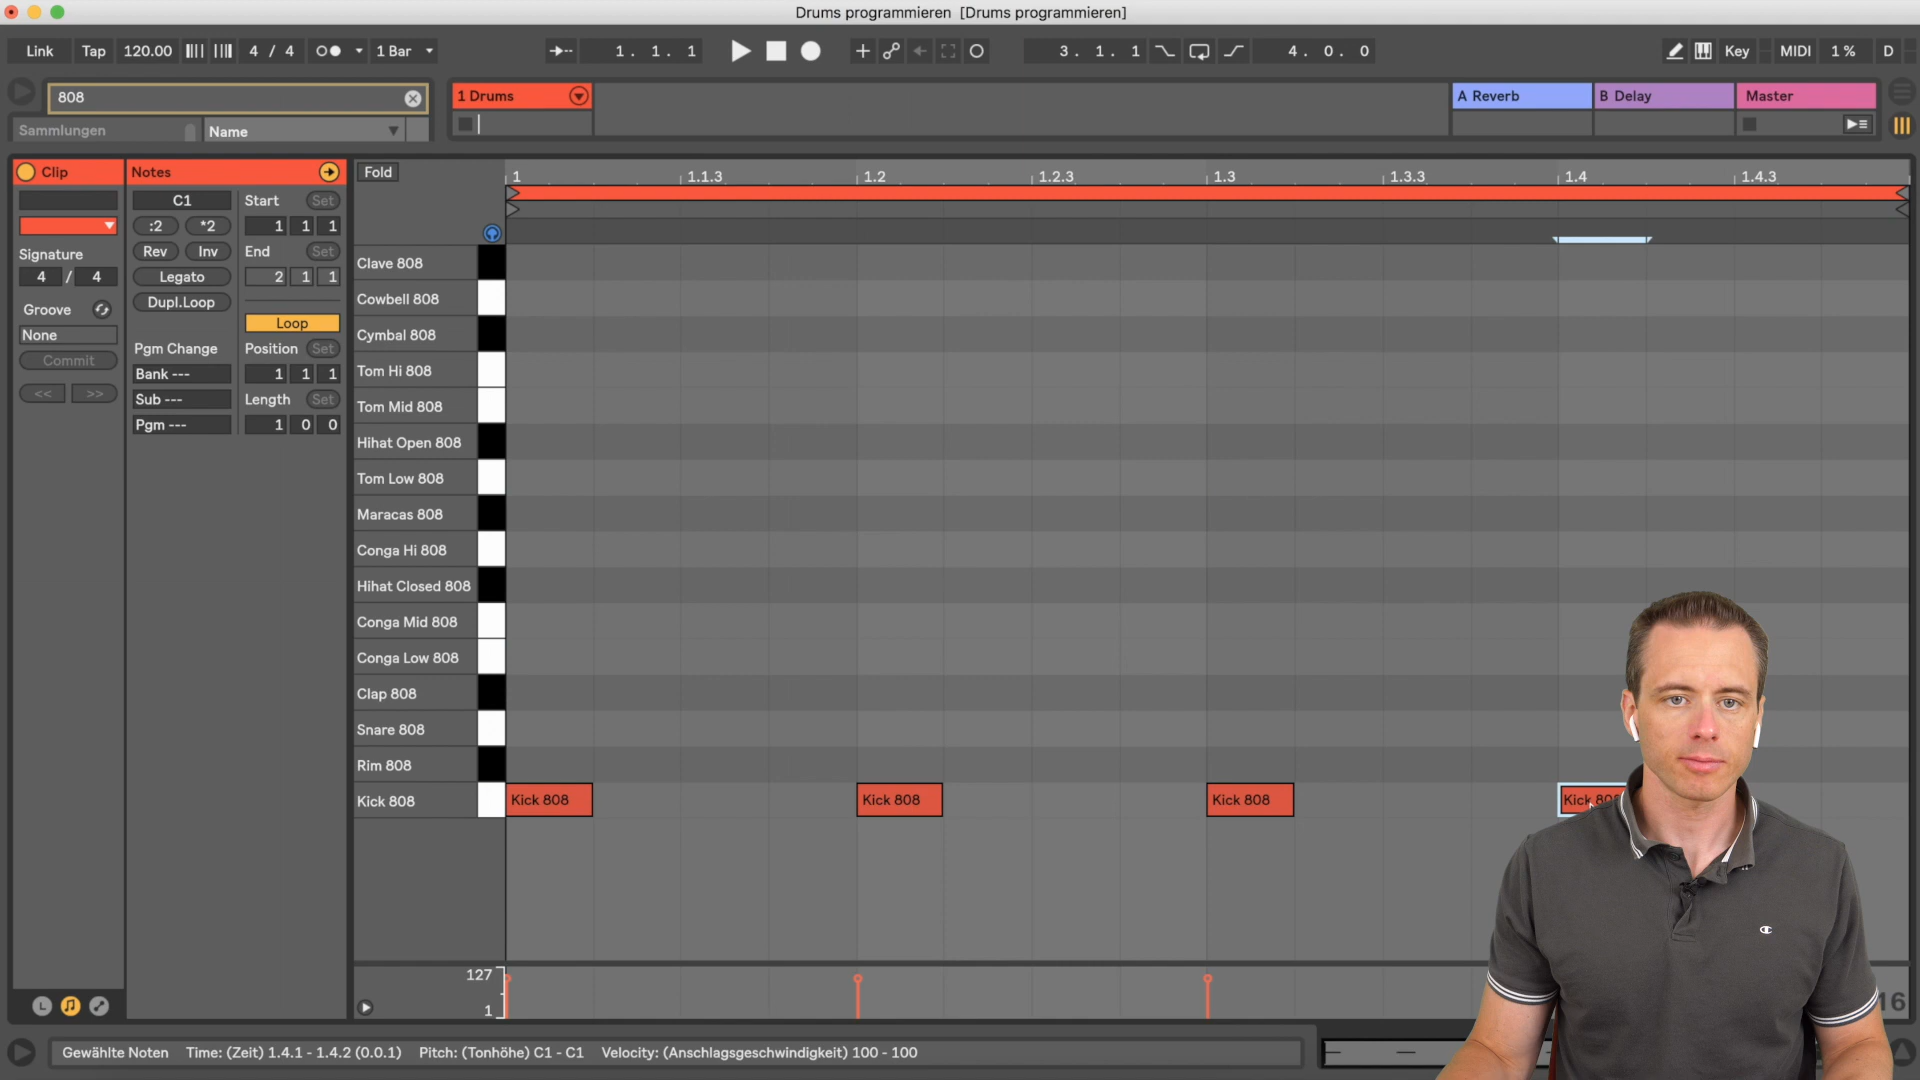 Drums programmieren [Drums programmieren]
Link Tap 120.00 4 / 4 1 Bar 1. 1. 1 3. 1. 1 4. 0. 0 Key MIDI 1 % D
808
1 Drums
A Reverb
B Delay
Master
Sammlungen
Name
Clip
Notes
Fold
1 1.1.3 1.2 1.2.3 1.3 1.3.3 1.4 1.4.3
C1
Start Set
:2 *2
1 1 1
Signature
Rev Inv
End Set
4 / 4
Legato
2 1 1
Groove
Dupl.Loop
None
Loop
Commit
Pgm Change
Position Set
Bank ---
1 1 1
<< >>
Sub ---
Length Set
Pgm ---
1 0 0
Clave 808
Cowbell 808
Cymbal 808
Tom Hi 808
Tom Mid 808
Hihat Open 808
Tom Low 808
Maracas 808
Conga Hi 808
Hihat Closed 808
Conga Mid 808
Conga Low 808
Clap 808
Snare 808
Rim 808
Kick 808
Kick 808 Kick 808 Kick 808 Kick 808
127
1
L
Gewählte Noten Time: (Zeit) 1.4.1 - 1.4.2 (0.0.1) Pitch: (Tonhöhe) C1 - C1 Velocity: (Anschlagsgeschwindigkeit) 100 - 100